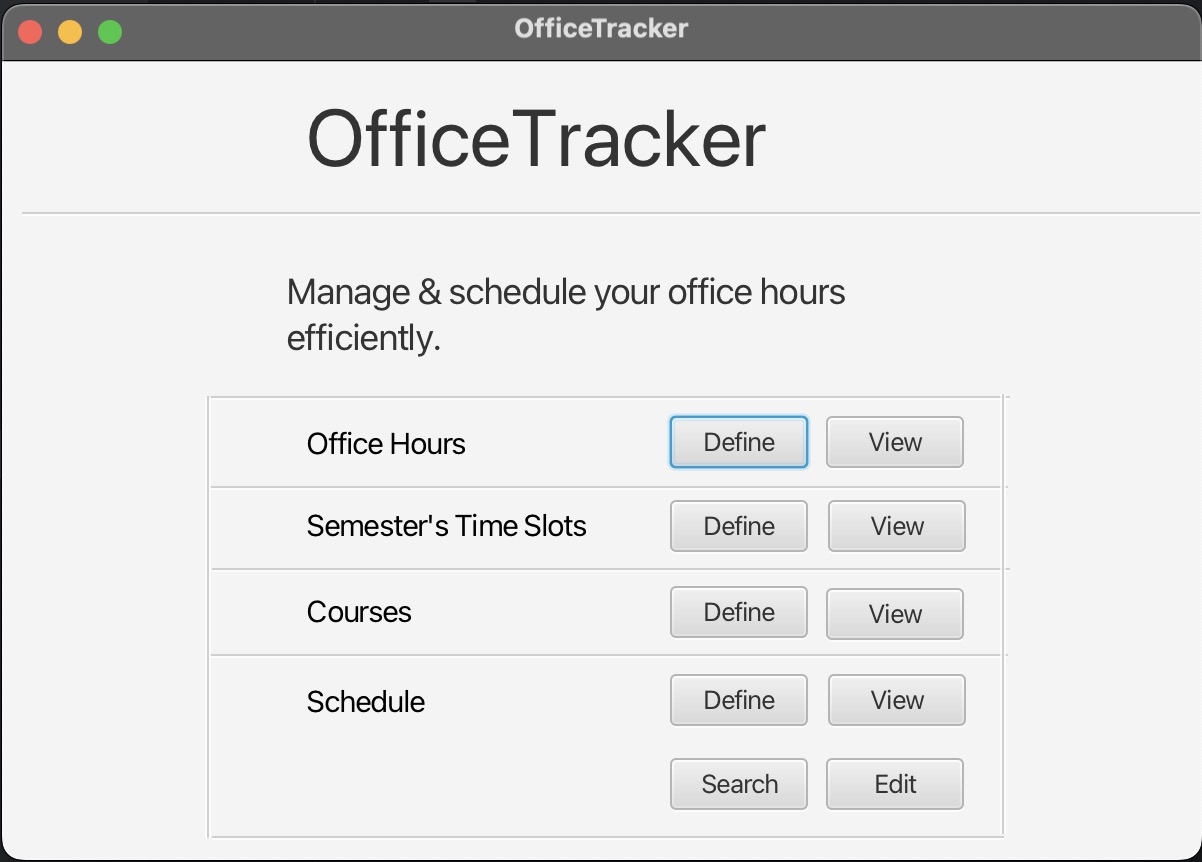 OfficeTracker
OfficeTracker
Manage & schedule your office hours
efficiently.
Office Hours Define View
Semester's Time Slots Define View
Courses Define View
Schedule Define View
Search Edit